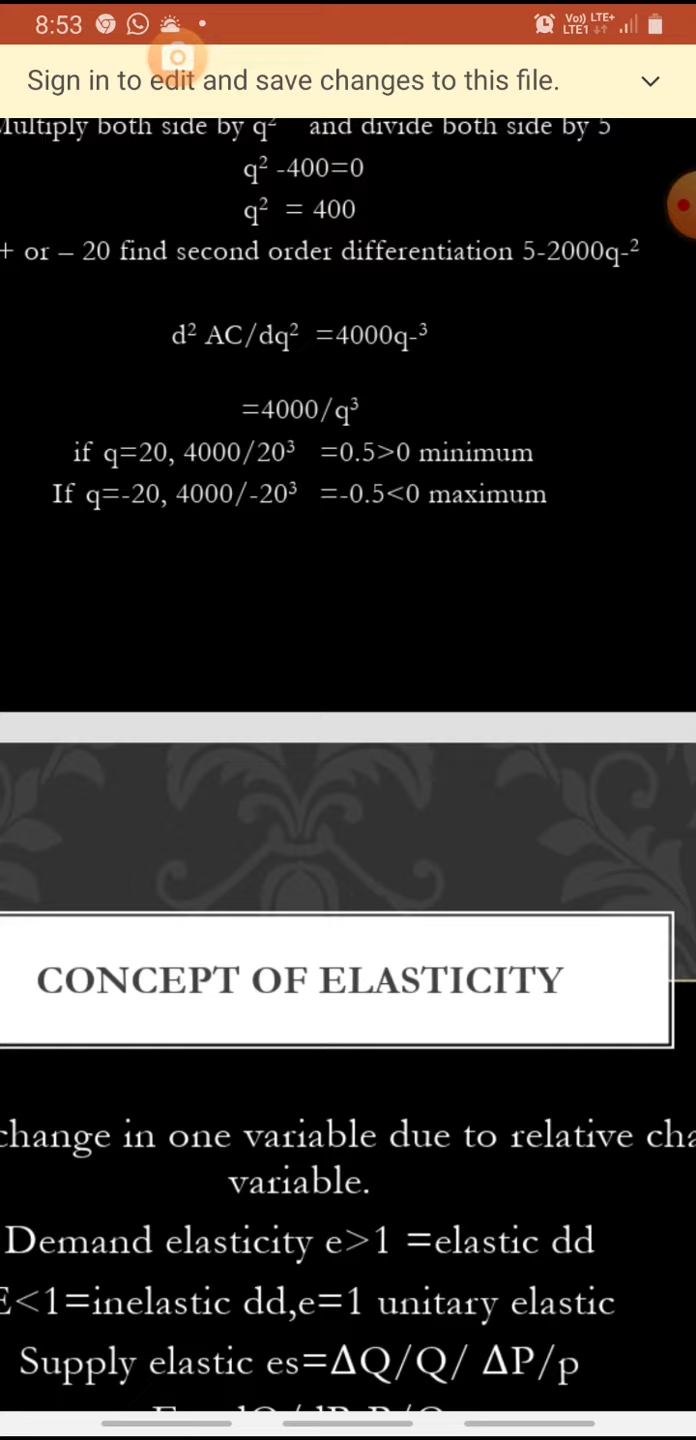 8:53 Vo)) LTE+ LTE1
Sign in to edit and save changes to this file.
Multiply both side by q² and divide both side by 5
q² -400=0
q² = 400
+ or – 20 find second order differentiation 5-2000q-²
d² AC/dq² =4000q-³
=4000/q³
if q=20, 4000/20³ =0.5>0 minimum
If q=-20, 4000/-20³ =-0.5<0 maximum
CONCEPT OF ELASTICITY
change in one variable due to relative cha
variable.
Demand elasticity e>1 =elastic dd
E<1=inelastic dd,e=1 unitary elastic
Supply elastic es=ΔQ/Q/ ΔP/p